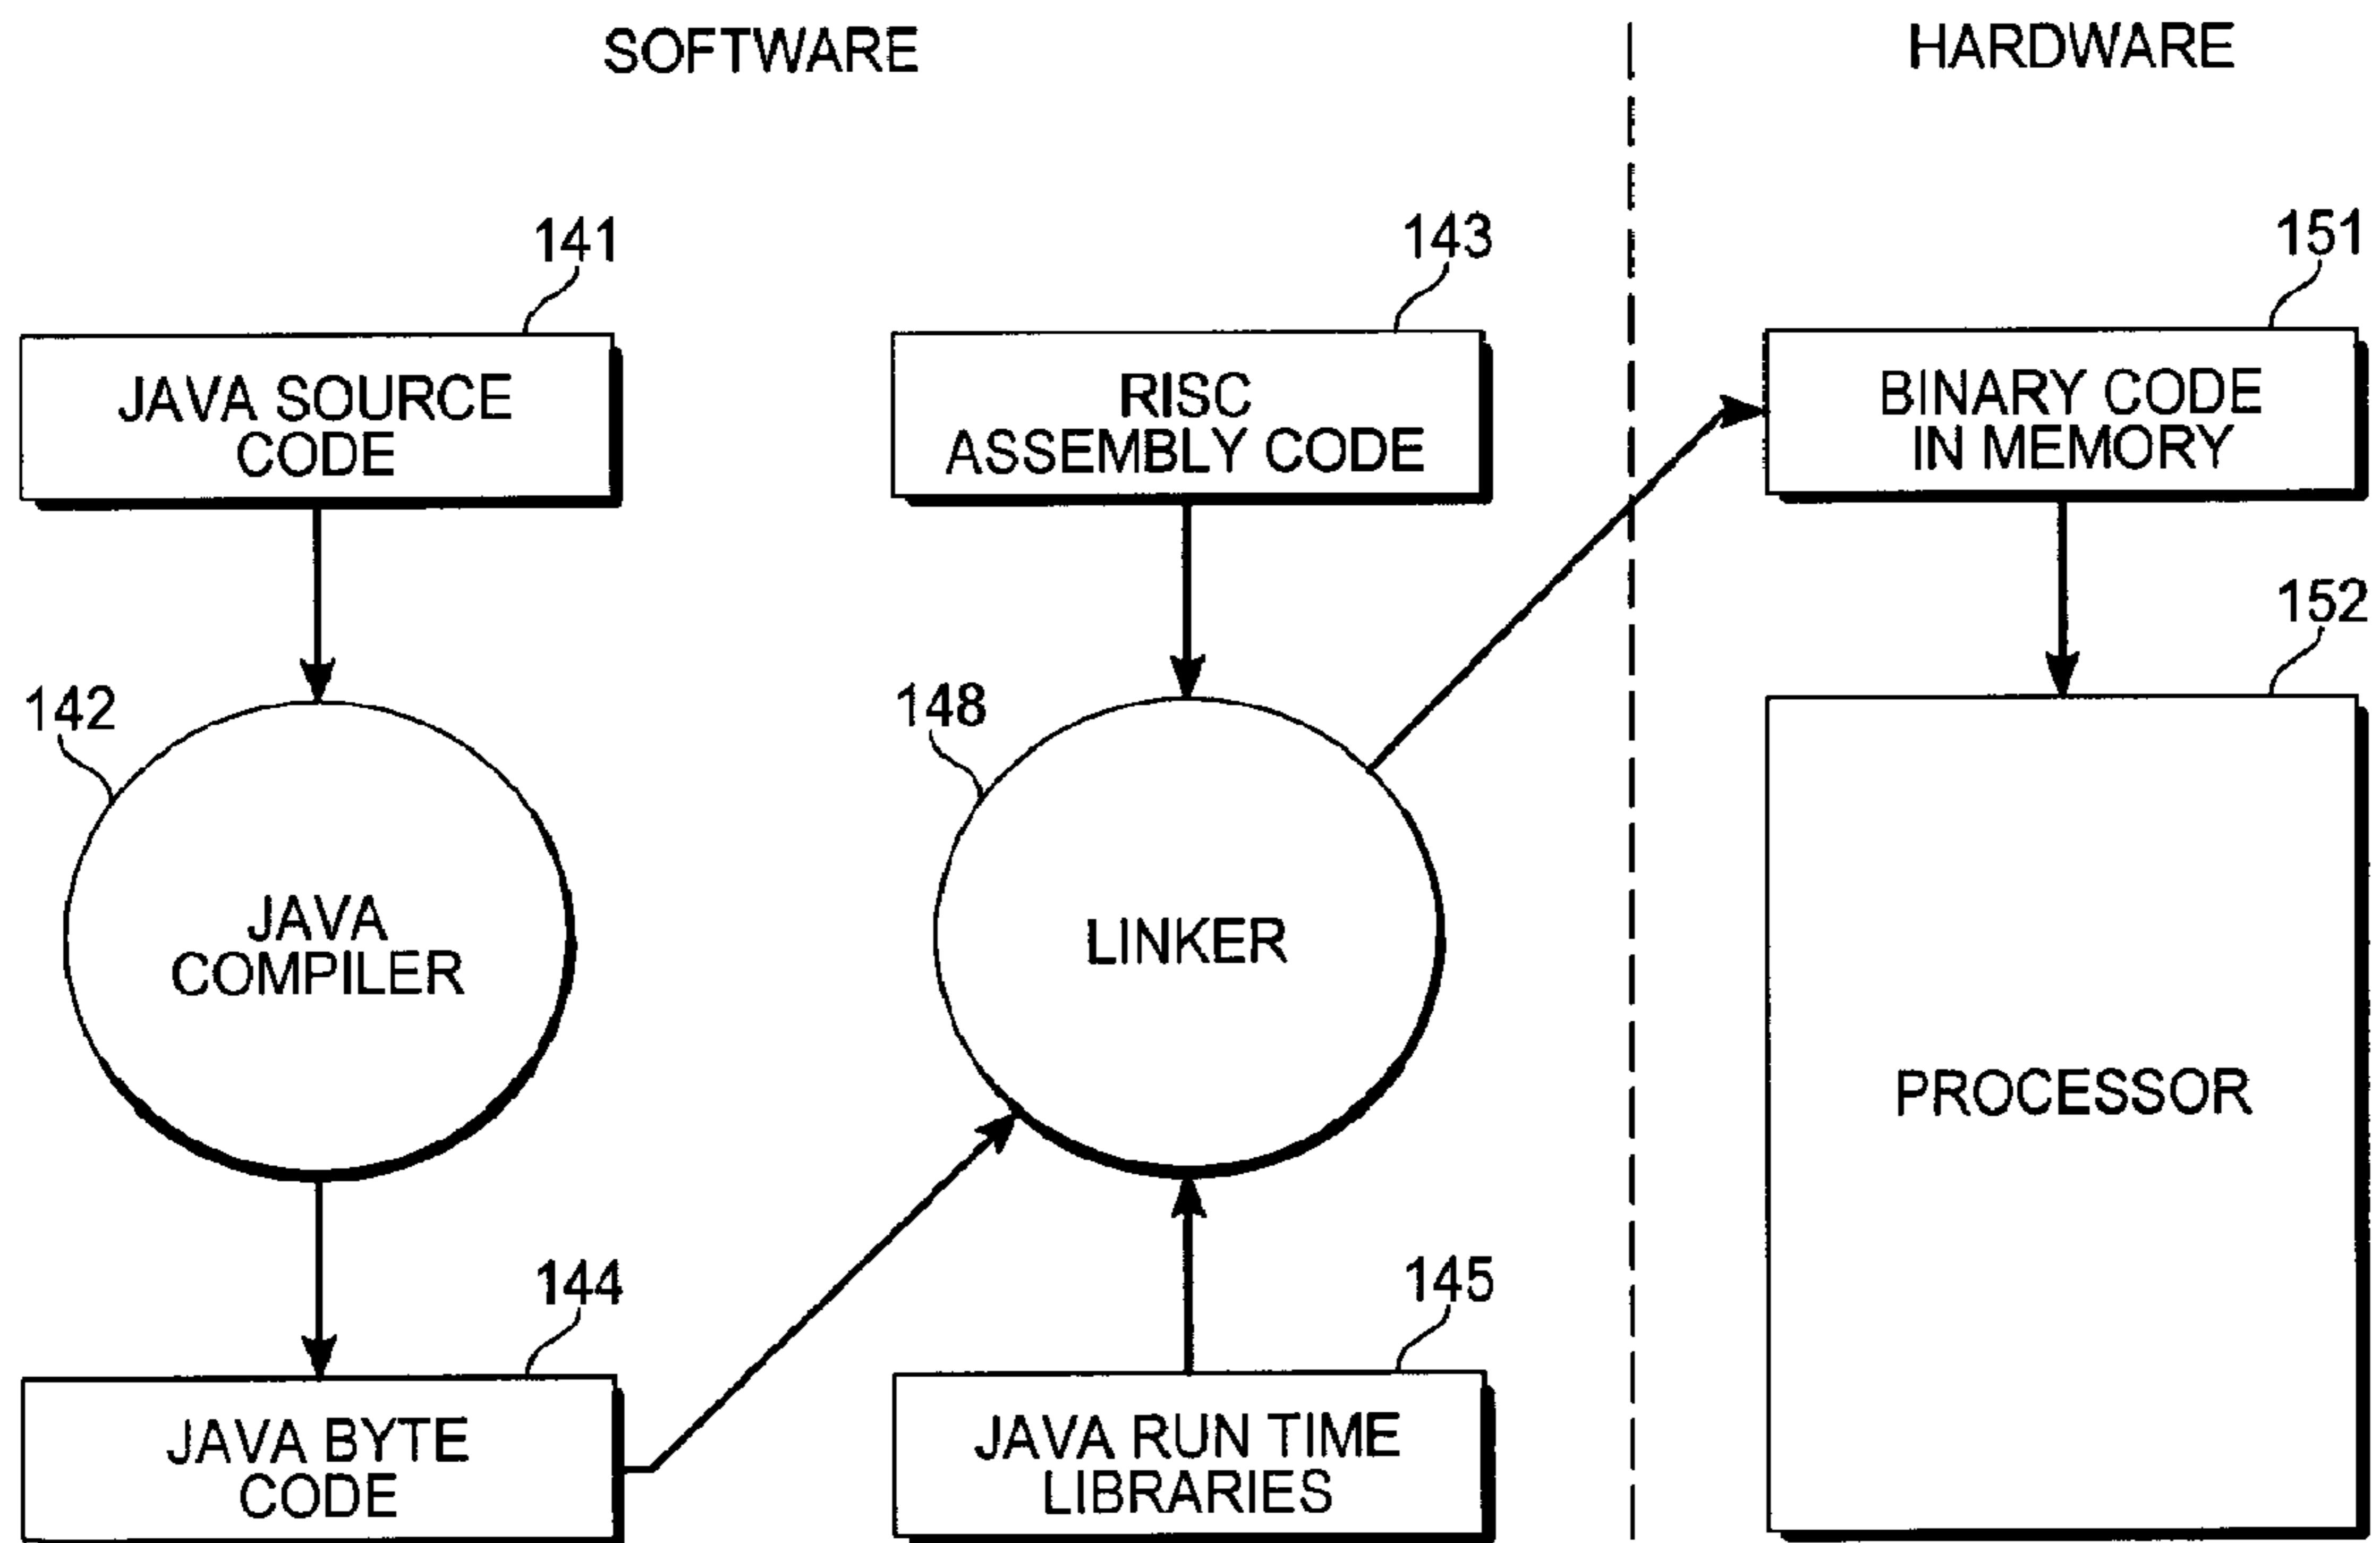 SOFTWARE
HARDWARE
141
143
151
JAVA SOURCE
CODE
RISC
ASSEMBLY CODE
BINARY CODE
IN MEMORY
152
142
148
JAVA
COMPILER
LINKER
PROCESSOR
144
145
JAVA BYTE
CODE
JAVA RUN TIME
LIBRARIES